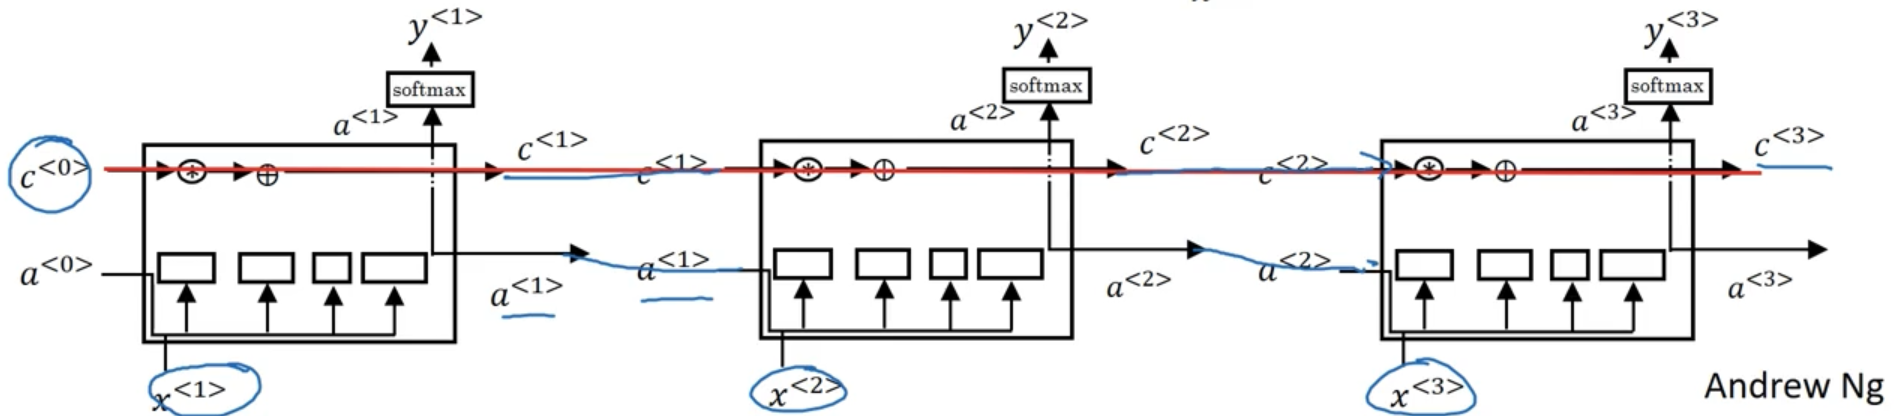 y<1> y<2> y<3>
softmax softmax softmax
a<1> a<2> a<3>
c<0> c<1> c<1> c<2> c<2> c<3>
* ⊕ * ⊕ * ⊕
a<0> a<1> a<1> a<2> a<2> a<3>
x<1> x<2> x<3>
Andrew Ng